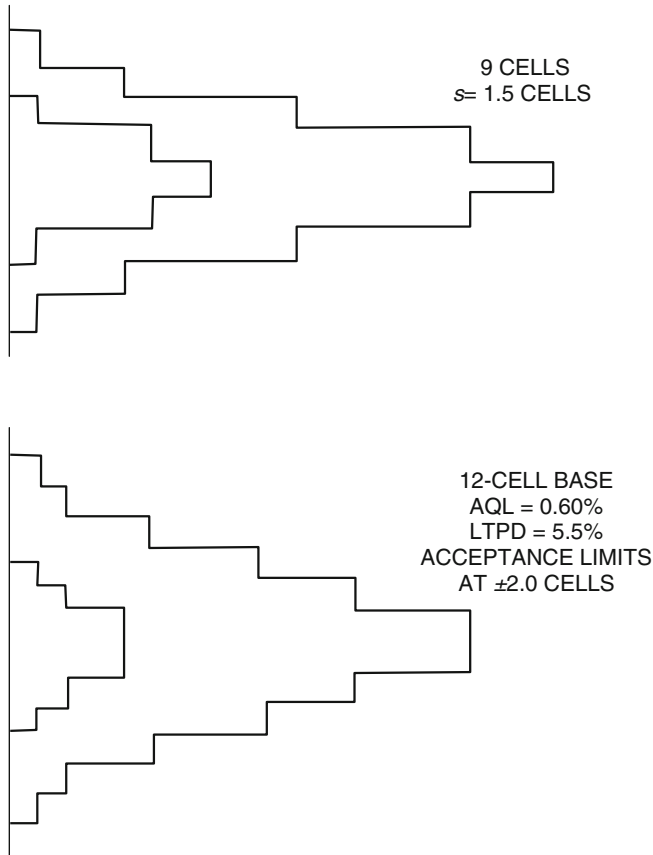 9 CELLS
s= 1.5 CELLS
12-CELL BASE
AQL = 0.60%
LTPD = 5.5%
ACCEPTANCE LIMITS
AT ±2.0 CELLS